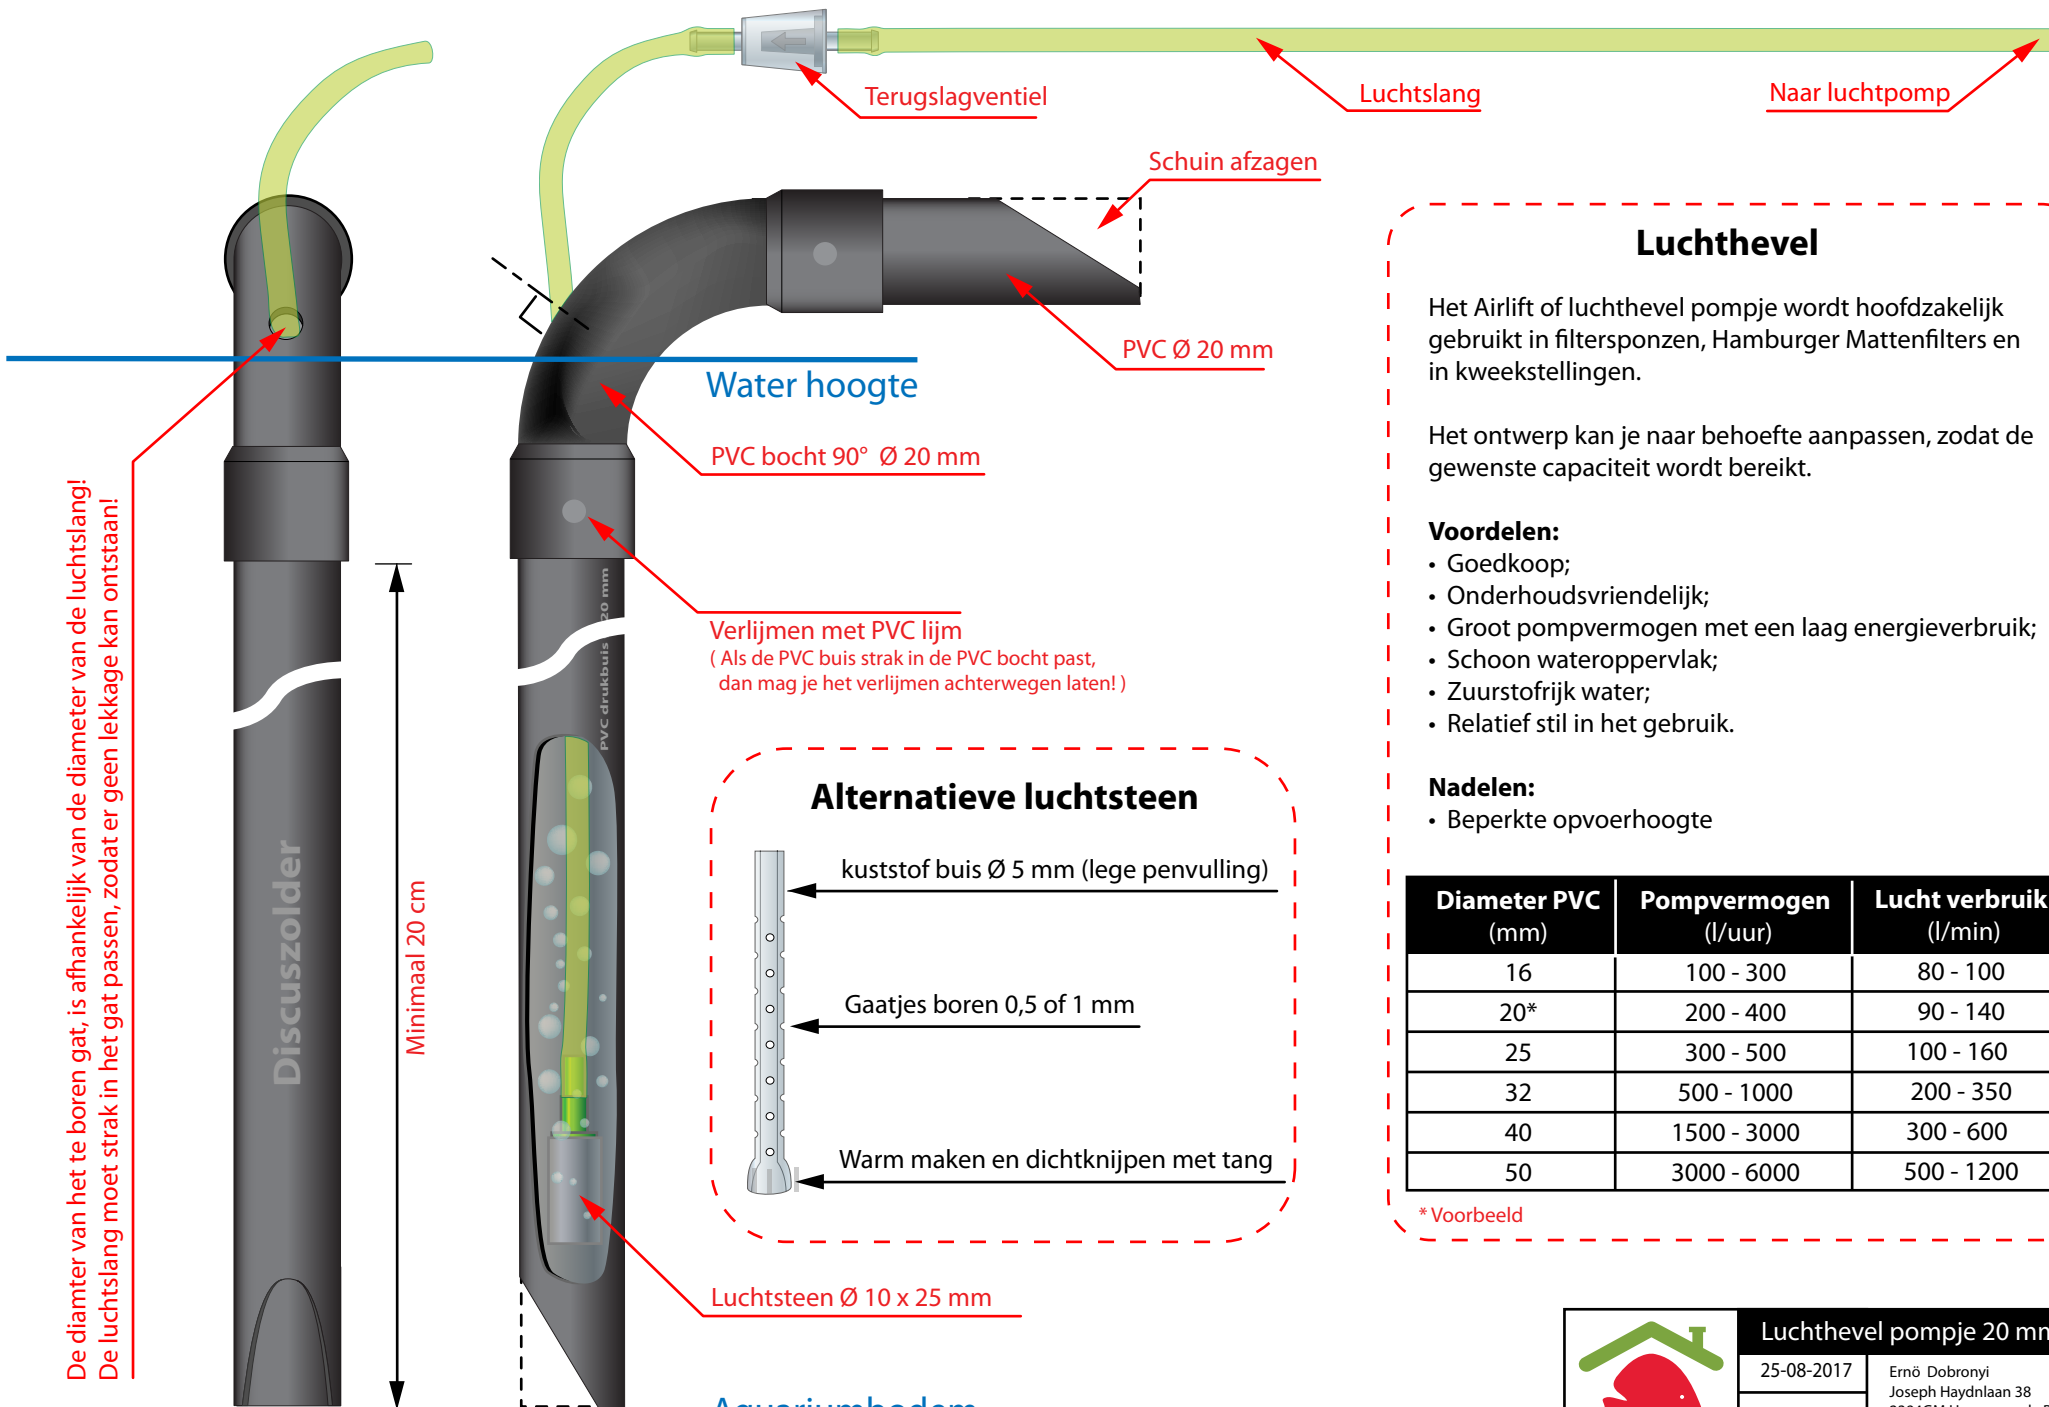 Terugslagventiel
Luchtslang
Naar luchtpomp
Schuin afzagen
PVC Ø 20 mm
Water hoogte
PVC bocht 90° Ø 20 mm
Verlijmen met PVC lijm
( Als de PVC buis strak in de PVC bocht past,
dan mag je het verlijmen achterwegen laten! )
De diamter van het te boren gat, is afhankelijk van de diameter van de luchtslang!
De luchtslang moet strak in het gat passen, zodat er geen lekkage kan ontstaan!
Discuszolder
Minimaal 20 cm
PVC drukbuis 20 mm
Alternatieve luchtsteen
kuststof buis Ø 5 mm (lege penvulling)
Gaatjes boren 0,5 of 1 mm
Warm maken en dichtknijpen met tang
Luchtsteen Ø 10 x 25 mm
Aquariumbodem
Luchthevel
Het Airlift of luchthevel pompje wordt hoofdzakelijk
gebruikt in filtersponzen, Hamburger Mattenfilters en
in kweekstellingen.
Het ontwerp kan je naar behoefte aanpassen, zodat de
gewenste capaciteit wordt bereikt.
Voordelen:
• Goedkoop;
• Onderhoudsvriendelijk;
• Groot pompvermogen met een laag energieverbruik;
• Schoon wateroppervlak;
• Zuurstofrijk water;
• Relatief stil in het gebruik.
Nadelen:
• Beperkte opvoerhoogte
Diameter PVC Pompvermogen Lucht verbruik
(mm) (l/uur) (l/min)
16 100 - 300 80 - 100
20* 200 - 400 90 - 140
25 300 - 500 100 - 160
32 500 - 1000 200 - 350
40 1500 - 3000 300 - 600
50 3000 - 6000 500 - 1200
* Voorbeeld
Luchthevel pompje 20 mm
25-08-2017
Ernö Dobronyi
Joseph Haydnlaan 38